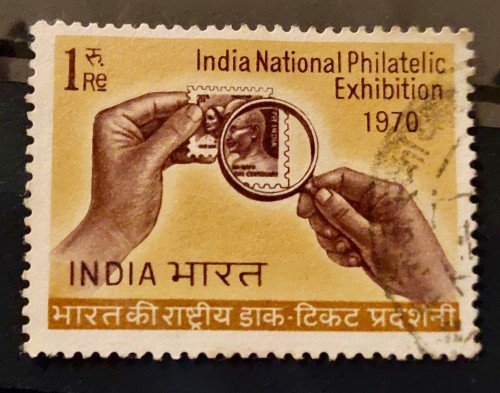 1 रु.
Re
India National Philatelic
Exhibition
1970
INDIA भारत
भारत की राष्ट्रीय डाक-टिकट प्रदर्शनी